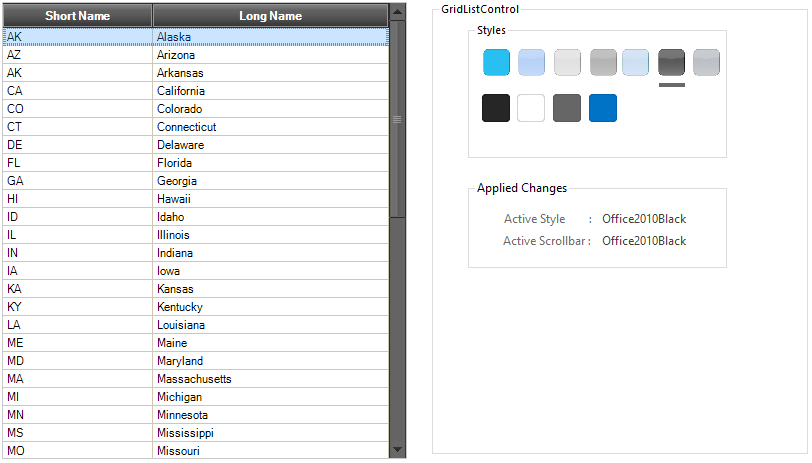 Short Name Long Name
AK Alaska
AZ Arizona
AK Arkansas
CA California
CO Colorado
CT Connecticut
DE Delaware
FL Florida
GA Georgia
HI Hawaii
ID Idaho
IL Illinois
IN Indiana
IA Iowa
KA Kansas
KY Kentucky
LA Louisiana
ME Maine
MD Maryland
MA Massachusetts
MI Michigan
MN Minnesota
MS Mississippi
MO Missouri
GridListControl
Styles
Applied Changes
Active Style : Office2010Black
Active Scrollbar : Office2010Black